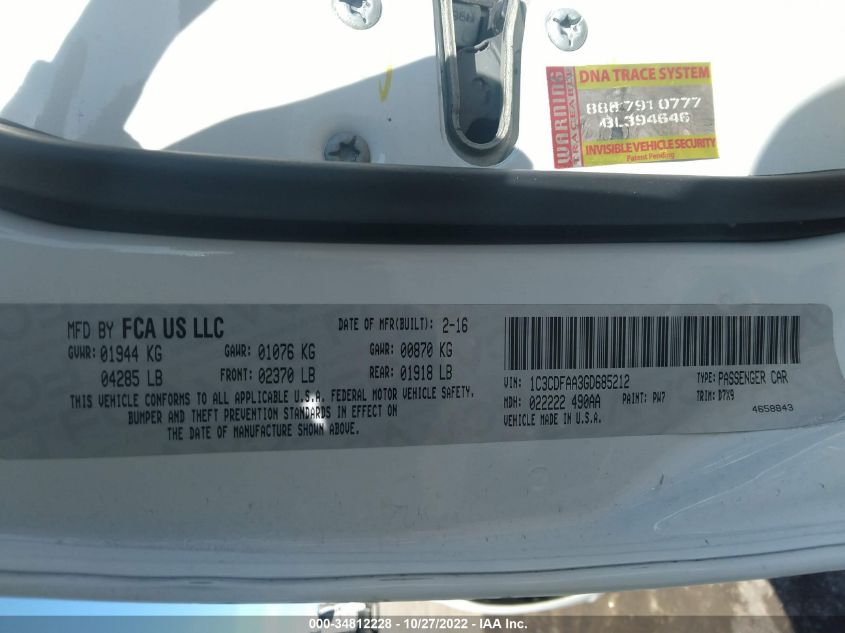 WARNING
TRACEABLE
DNA TRACE SYSTEM
888 791 0777
4BL394646
INVISIBLE VEHICLE SECURITY
Patent Pending
MFD BY FCA US LLC
DATE OF MFR(BUILT): 2-16
GVWR: 01944 KG
GAWR: 01076 KG
GAWR: 00870 KG
04285 LB
FRONT: 02370 LB
REAR: 01918 LB
THIS VEHICLE CONFORMS TO ALL APPLICABLE U.S.A. FEDERAL MOTOR VEHICLE SAFETY,
BUMPER AND THEFT PREVENTION STANDARDS IN EFFECT ON
THE DATE OF MANUFACTURE SHOWN ABOVE.
VIN: 1C3CDFAA3GD685212
TYPE: PASSENGER CAR
MDH: 022222 490AA
PAINT: PW7
TRIM: B7X9
VEHICLE MADE IN U.S.A.
4658843
000-34812228 - 10/27/2022 - © IAA Inc.